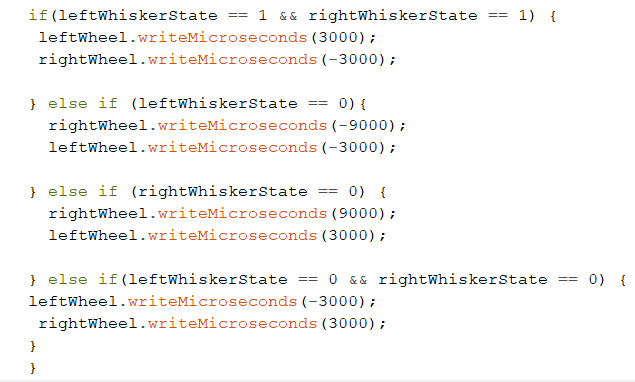 if(leftWhiskerState == 1 && rightWhiskerState == 1) {
leftWheel.writeMicroseconds(3000);
rightWheel.writeMicroseconds(-3000);
} else if (leftWhiskerState == 0){
rightWheel.writeMicroseconds(-9000);
leftWheel.writeMicroseconds(-3000);
} else if (rightWhiskerState == 0) {
rightWheel.writeMicroseconds(9000);
leftWheel.writeMicroseconds(3000);
} else if(leftWhiskerState == 0 && rightWhiskerState == 0) {
leftWheel.writeMicroseconds(-3000);
rightWheel.writeMicroseconds(3000);
}
}